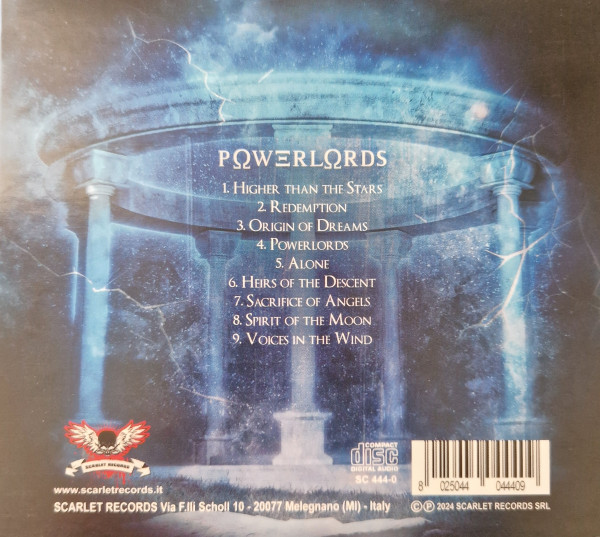 PΩWΞRLΩRDS
1. Higher than the Stars
2. Redemption
3. Origin of Dreams
4. Powerlords
5. Alone
6. Heirs of the Descent
7. Sacrifice of Angels
8. Spirit of the Moon
9. Voices in the Wind
SCARLET RECORDS
www.scarletrecords.it
COMPACT
disc
DIGITAL AUDIO
SC 444-0
8 025044 044409
SCARLET RECORDS Via F.lli Scholl 10 - 20077 Melegnano (MI) - Italy
©℗ 2024 SCARLET RECORDS SRL